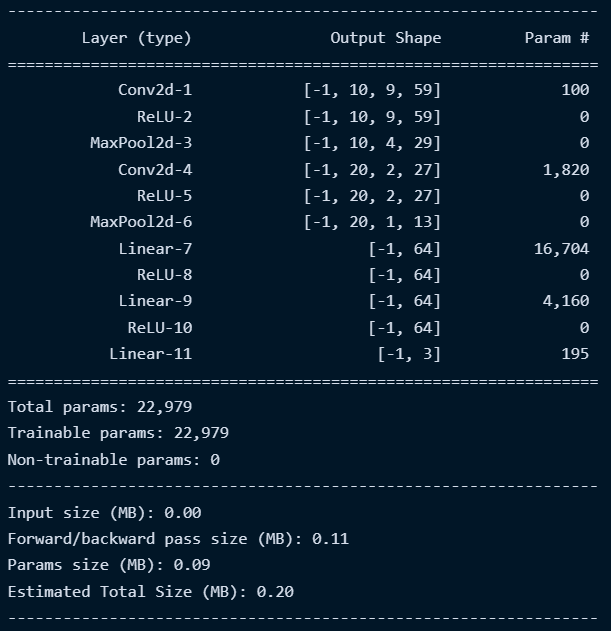 ----------------------------------------------------------------
        Layer (type)               Output Shape         Param #
================================================================
            Conv2d-1            [-1, 10, 9, 59]             100
              ReLU-2            [-1, 10, 9, 59]               0
         MaxPool2d-3            [-1, 10, 4, 29]               0
            Conv2d-4            [-1, 20, 2, 27]           1,820
              ReLU-5            [-1, 20, 2, 27]               0
         MaxPool2d-6            [-1, 20, 1, 13]               0
            Linear-7                   [-1, 64]          16,704
              ReLU-8                   [-1, 64]               0
            Linear-9                   [-1, 64]           4,160
             ReLU-10                   [-1, 64]               0
           Linear-11                    [-1, 3]             195
================================================================
Total params: 22,979
Trainable params: 22,979
Non-trainable params: 0
----------------------------------------------------------------
Input size (MB): 0.00
Forward/backward pass size (MB): 0.11
Params size (MB): 0.09
Estimated Total Size (MB): 0.20
----------------------------------------------------------------